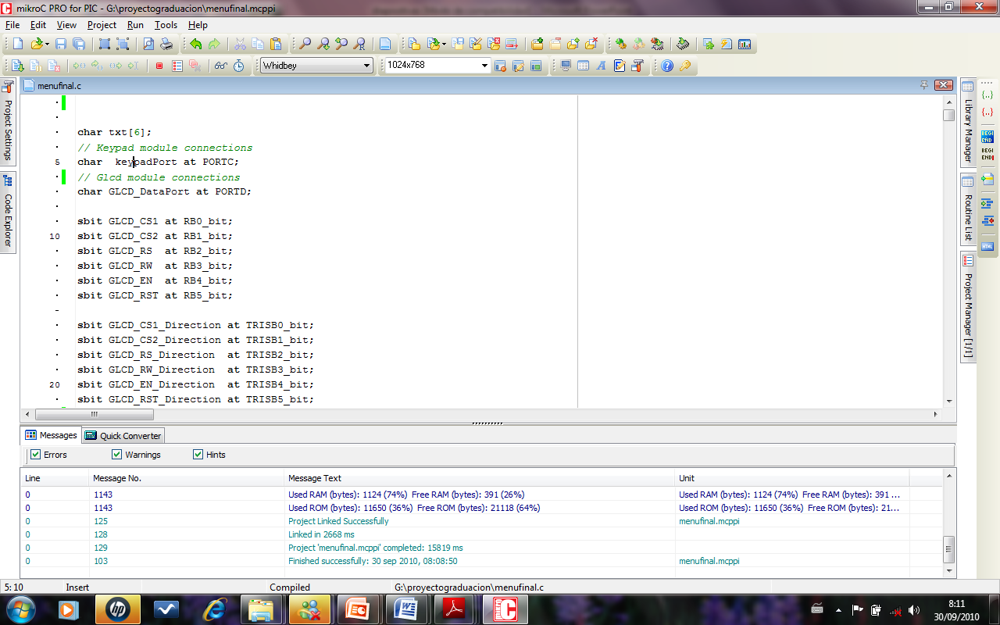 mikroC PRO for PIC - G:\proyectograduacion\menufinal.mcppi
File Edit View Project Run Tools Help
Whidbey 1024x768
menufinal.c
Project Settings
Code Explorer
char txt[6];
// Keypad module connections
5 char  keypadPort at PORTC;
// Glcd module connections
char GLCD_DataPort at PORTD;
sbit GLCD_CS1 at RB0_bit;
10 sbit GLCD_CS2 at RB1_bit;
sbit GLCD_RS  at RB2_bit;
sbit GLCD_RW  at RB3_bit;
sbit GLCD_EN  at RB4_bit;
sbit GLCD_RST at RB5_bit;
sbit GLCD_CS1_Direction at TRISB0_bit;
sbit GLCD_CS2_Direction at TRISB1_bit;
sbit GLCD_RS_Direction  at TRISB2_bit;
sbit GLCD_RW_Direction  at TRISB3_bit;
20 sbit GLCD_EN_Direction  at TRISB4_bit;
sbit GLCD_RST_Direction at TRISB5_bit;
Library Manager
Routine List
Project Manager [1/1]
BEGI
END
BEGI
END
HTML
Messages Quick Converter
Errors Warnings Hints
Line Message No. Message Text Unit
0 1143 Used RAM (bytes): 1124 (74%)  Free RAM (bytes): 391 (26%) Used RAM (bytes): 1124 (74%)  Free RAM (bytes): 391 ...
0 1143 Used ROM (bytes): 11650 (36%)  Free ROM (bytes): 21118 (64%) Used ROM (bytes): 11650 (36%)  Free ROM (bytes): 21...
0 125 Project Linked Successfully menufinal.mcppi
0 128 Linked in 2668 ms
0 129 Project 'menufinal.mcppi' completed: 15819 ms
0 103 Finished successfully: 30 sep 2010, 08:08:50 menufinal.mcppi
5:10 Insert Compiled G:\proyectograduacion\menufinal.c
hp
8:11
30/09/2010